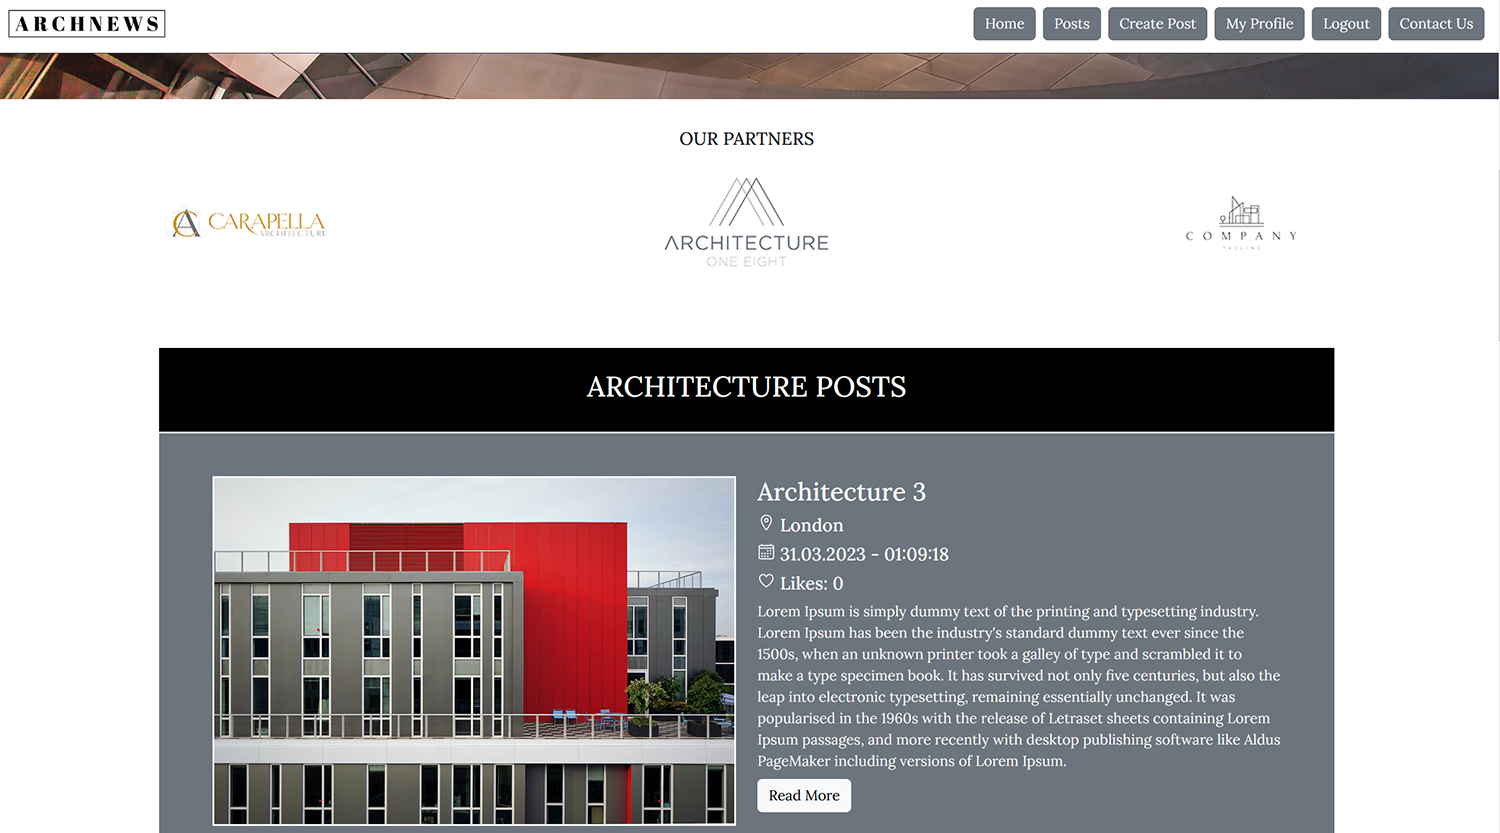 ARCHNEWS
Home
Posts
Create Post
My Profile
Logout
Contact Us
OUR PARTNERS
CARAPELLA
ARCHITECTURE
ARCHITECTURE
ONE EIGHT
COMPANY
TAGLINE
ARCHITECTURE POSTS
Architecture 3
London
31.03.2023 - 01:09:18
Likes: 0
Lorem Ipsum is simply dummy text of the printing and typesetting industry.
Lorem Ipsum has been the industry's standard dummy text ever since the
1500s, when an unknown printer took a galley of type and scrambled it to
make a type specimen book. It has survived not only five centuries, but also the
leap into electronic typesetting, remaining essentially unchanged. It was
popularised in the 1960s with the release of Letraset sheets containing Lorem
Ipsum passages, and more recently with desktop publishing software like Aldus
PageMaker including versions of Lorem Ipsum.
Read More